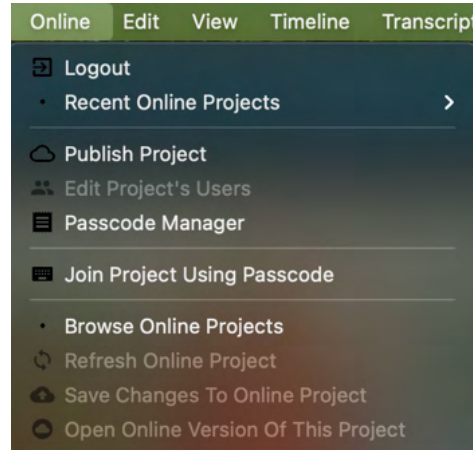 Online Edit View Timeline Transcrip
Logout
Recent Online Projects
Publish Project
Edit Project's Users
Passcode Manager
Join Project Using Passcode
Browse Online Projects
Refresh Online Project
Save Changes To Online Project
Open Online Version Of This Project